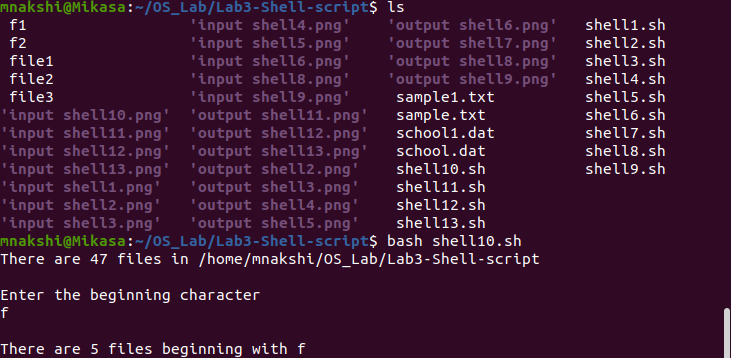 mnakshi@Mikasa:~/OS_Lab/Lab3-Shell-script$ ls
 f1                  'input shell4.png'    'output shell6.png'   shell1.sh
 f2                  'input shell5.png'    'output shell7.png'   shell2.sh
 file1               'input shell6.png'    'output shell8.png'   shell3.sh
 file2               'input shell8.png'    'output shell9.png'   shell4.sh
 file3               'input shell9.png'     sample1.txt          shell5.sh
'input shell10.png'  'output shell11.png'   sample.txt           shell6.sh
'input shell11.png'  'output shell12.png'   school1.dat          shell7.sh
'input shell12.png'  'output shell13.png'   school.dat           shell8.sh
'input shell13.png'  'output shell2.png'    shell10.sh           shell9.sh
'input shell1.png'   'output shell3.png'    shell11.sh
'input shell2.png'   'output shell4.png'    shell12.sh
'input shell3.png'   'output shell5.png'    shell13.sh
mnakshi@Mikasa:~/OS_Lab/Lab3-Shell-script$ bash shell10.sh
There are 47 files in /home/mnakshi/OS_Lab/Lab3-Shell-script
Enter the beginning character
f
There are 5 files beginning with f